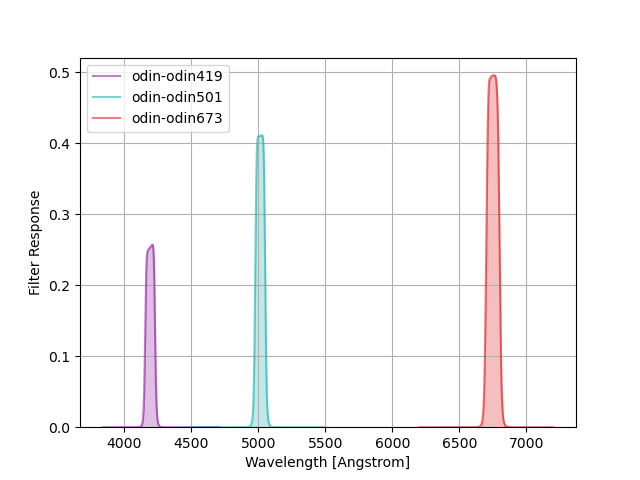 odin-odin419
odin-odin501
odin-odin673
0.5
0.4
0.3
0.2
0.1
0.0
Filter Response
4000 4500 5000 5500 6000 6500 7000
Wavelength [Angstrom]